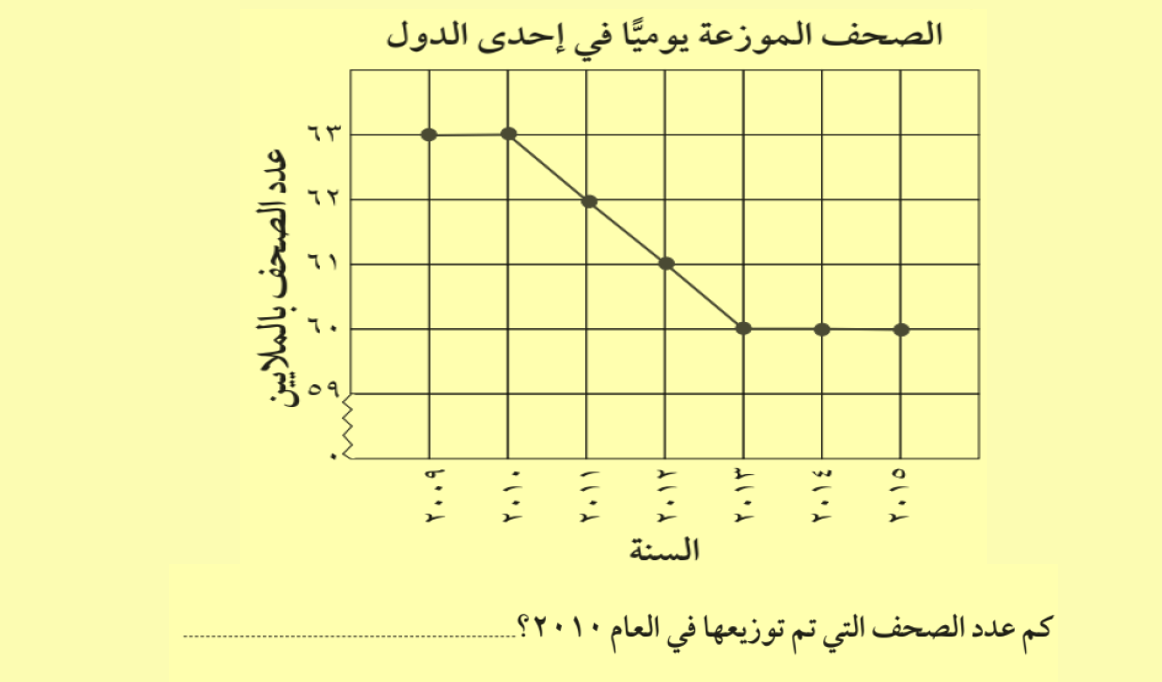 الصحف الموزعة يوميًّا في إحدى الدول
عدد الصحف بالملايين
٦٣
٦٢
٦١
٦٠
٥٩
٠
٢٠٠٩ ٢٠١٠ ٢٠١١ ٢٠١٢ ٢٠١٣ ٢٠١٤ ٢٠١٥
السنة
كم عدد الصحف التي تم توزيعها في العام ٢٠١٠؟